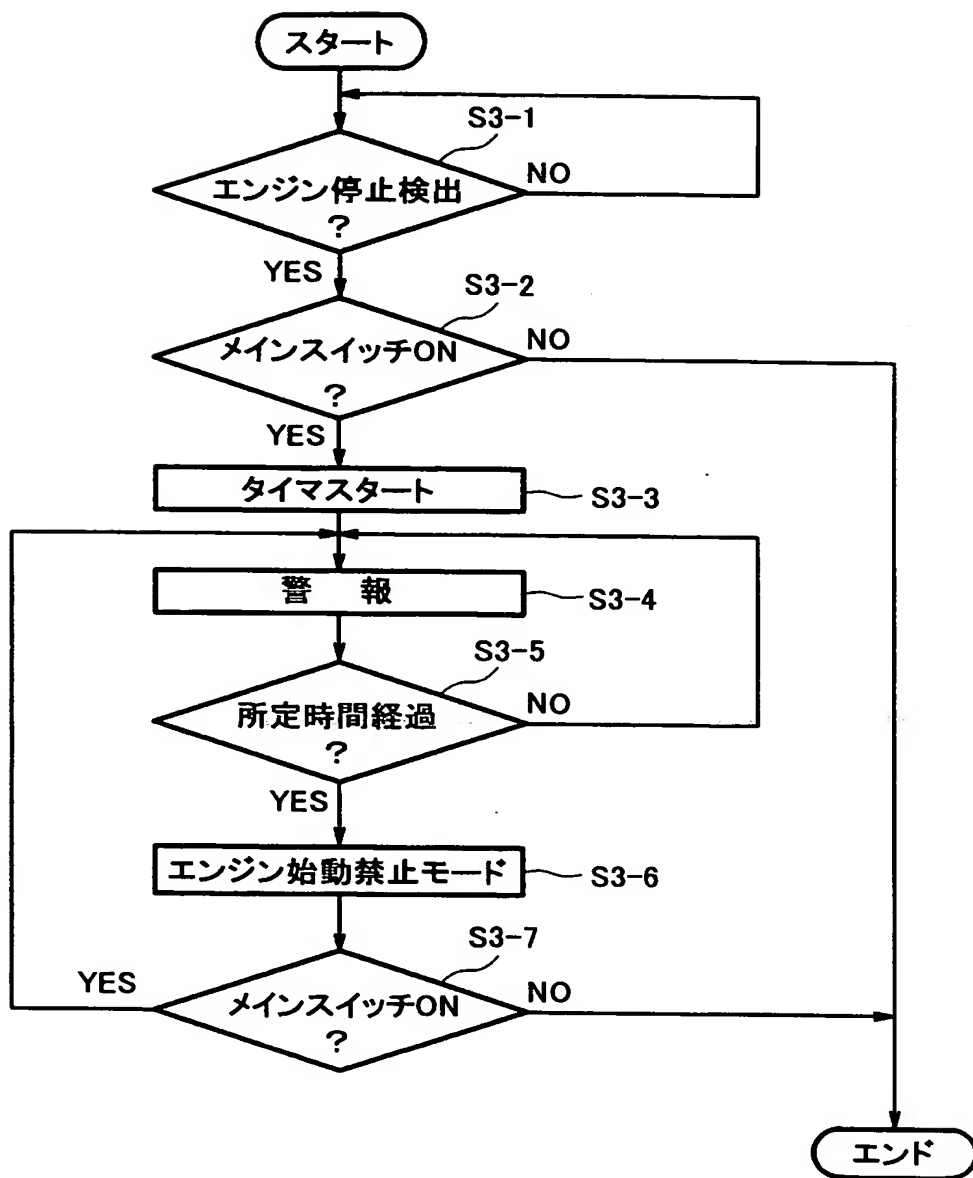 スタート
S3-1
エンジン停止検出
?
NO
YES
S3-2
メインスイッチON
?
NO
YES
タイマスタート
S3-3
警 報
S3-4
S3-5
所定時間経過
?
NO
YES
エンジン始動禁止モード
S3-6
S3-7
YES
メインスイッチON
?
NO
エンド